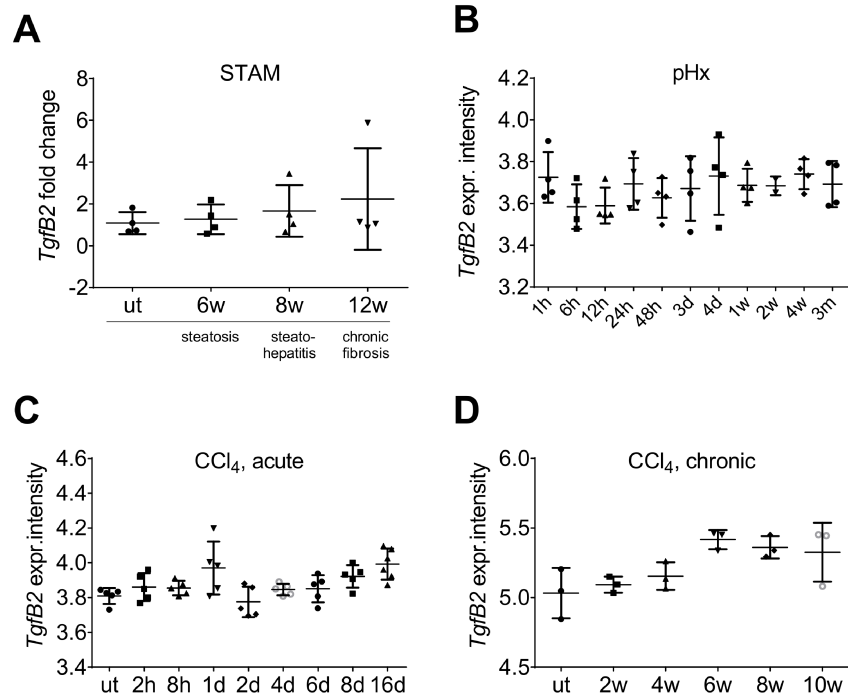 A
STAM
TgfB2 fold change
8
6
4
2
0
-2
ut 6w 8w 12w
steatosis steato- chronic
hepatitis fibrosis
B
pHx
TgfB2 expr. intensity
4.2
4.0
3.8
3.6
3.4
3.2
1h 6h 12h 24h 48h 3d 4d 1w 2w 4w 3m
C
CCl4, acute
TgfB2 expr.intensity
4.6
4.4
4.2
4.0
3.8
3.6
3.4
ut 2h 8h 1d 2d 4d 6d 8d 16d
D
CCl4, chronic
TgfB2 expr. intensity
6.0
5.5
5.0
4.5
ut 2w 4w 6w 8w 10w